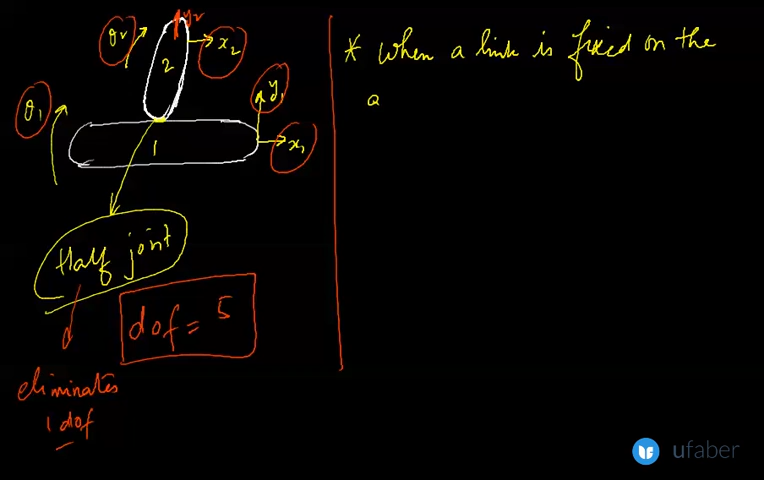 θ2
y2
x2
2
θ1
y1
1
x1
Half joint
dof = 5
eliminates
1 dof
* When a link is fixed on the
a
ufaber